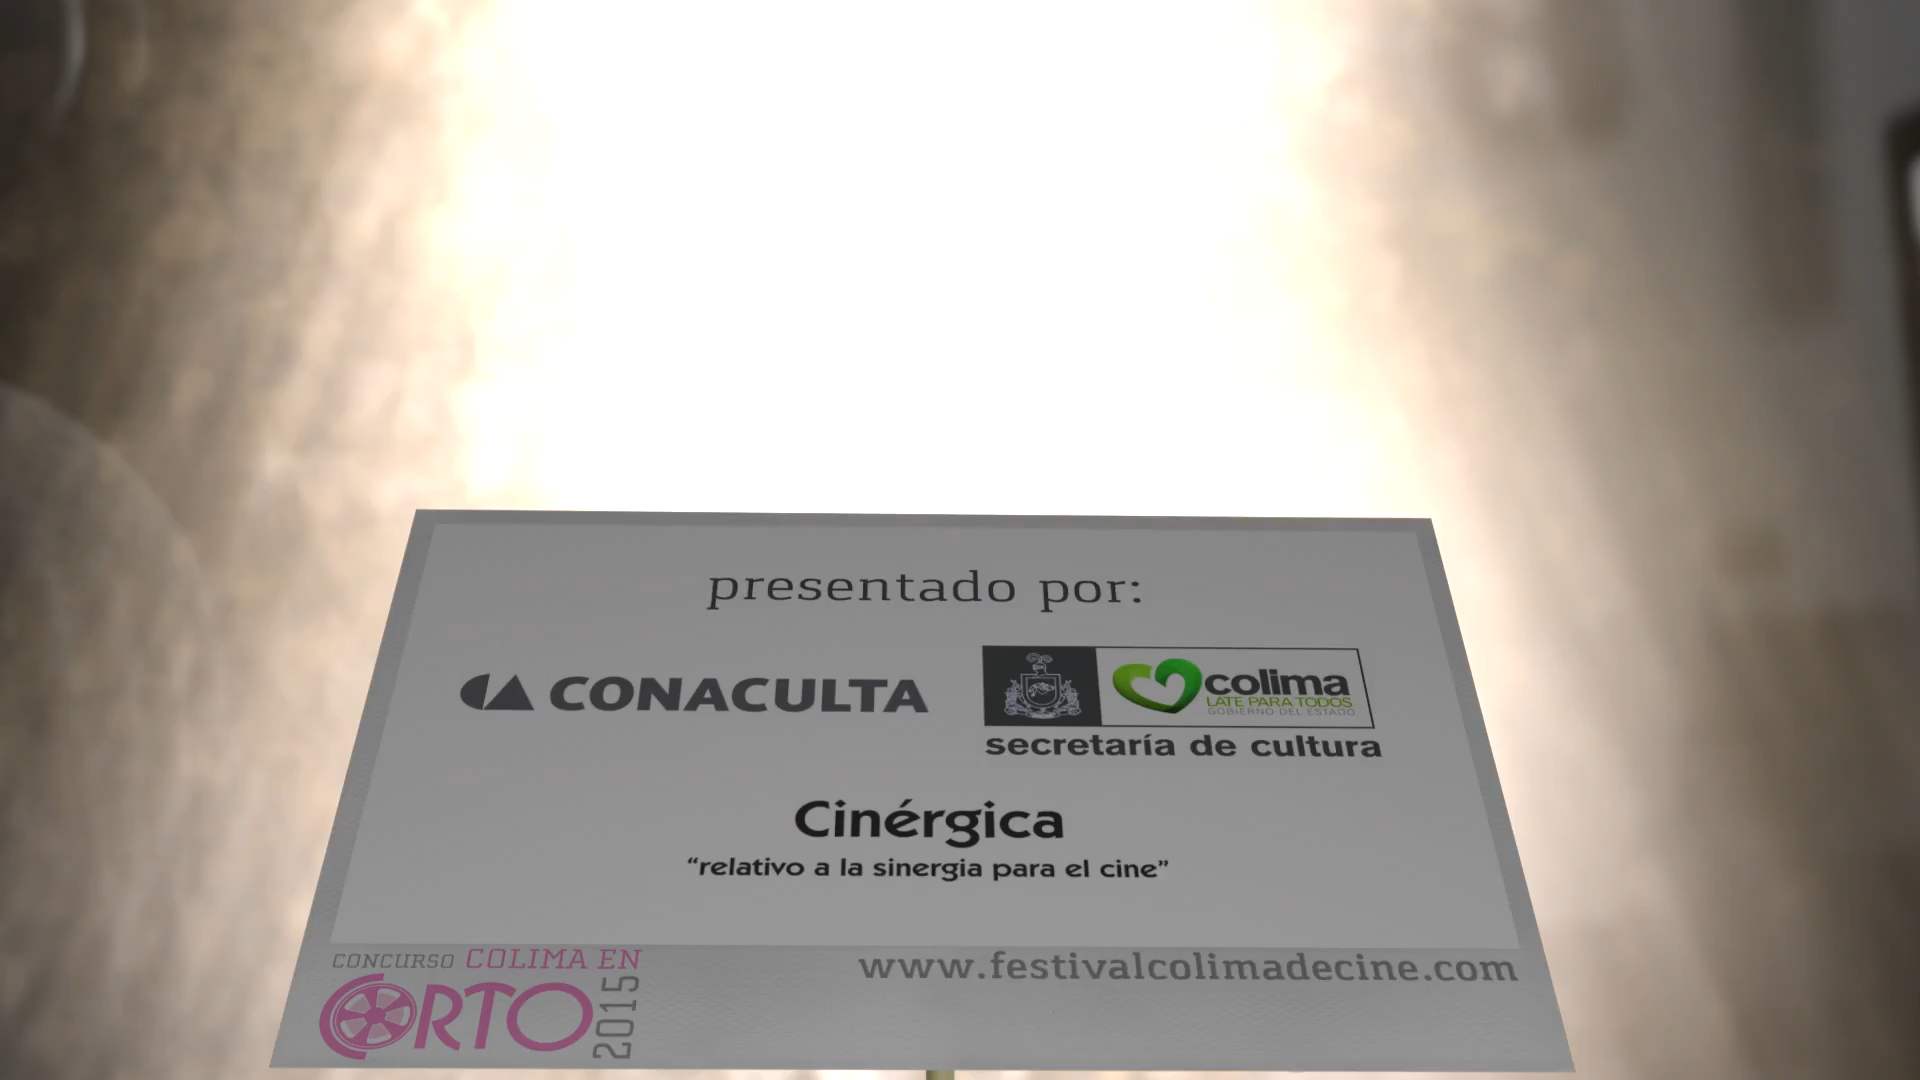 presentado por:
CONACULTA
colima
LATE PARA TODOS
GOBIERNO DEL ESTADO
secretaría de cultura
Cinérgica
“relativo a la sinergia para el cine”
CONCURSO COLIMA EN
CORTO
2015
www.festivalcolimadecine.com